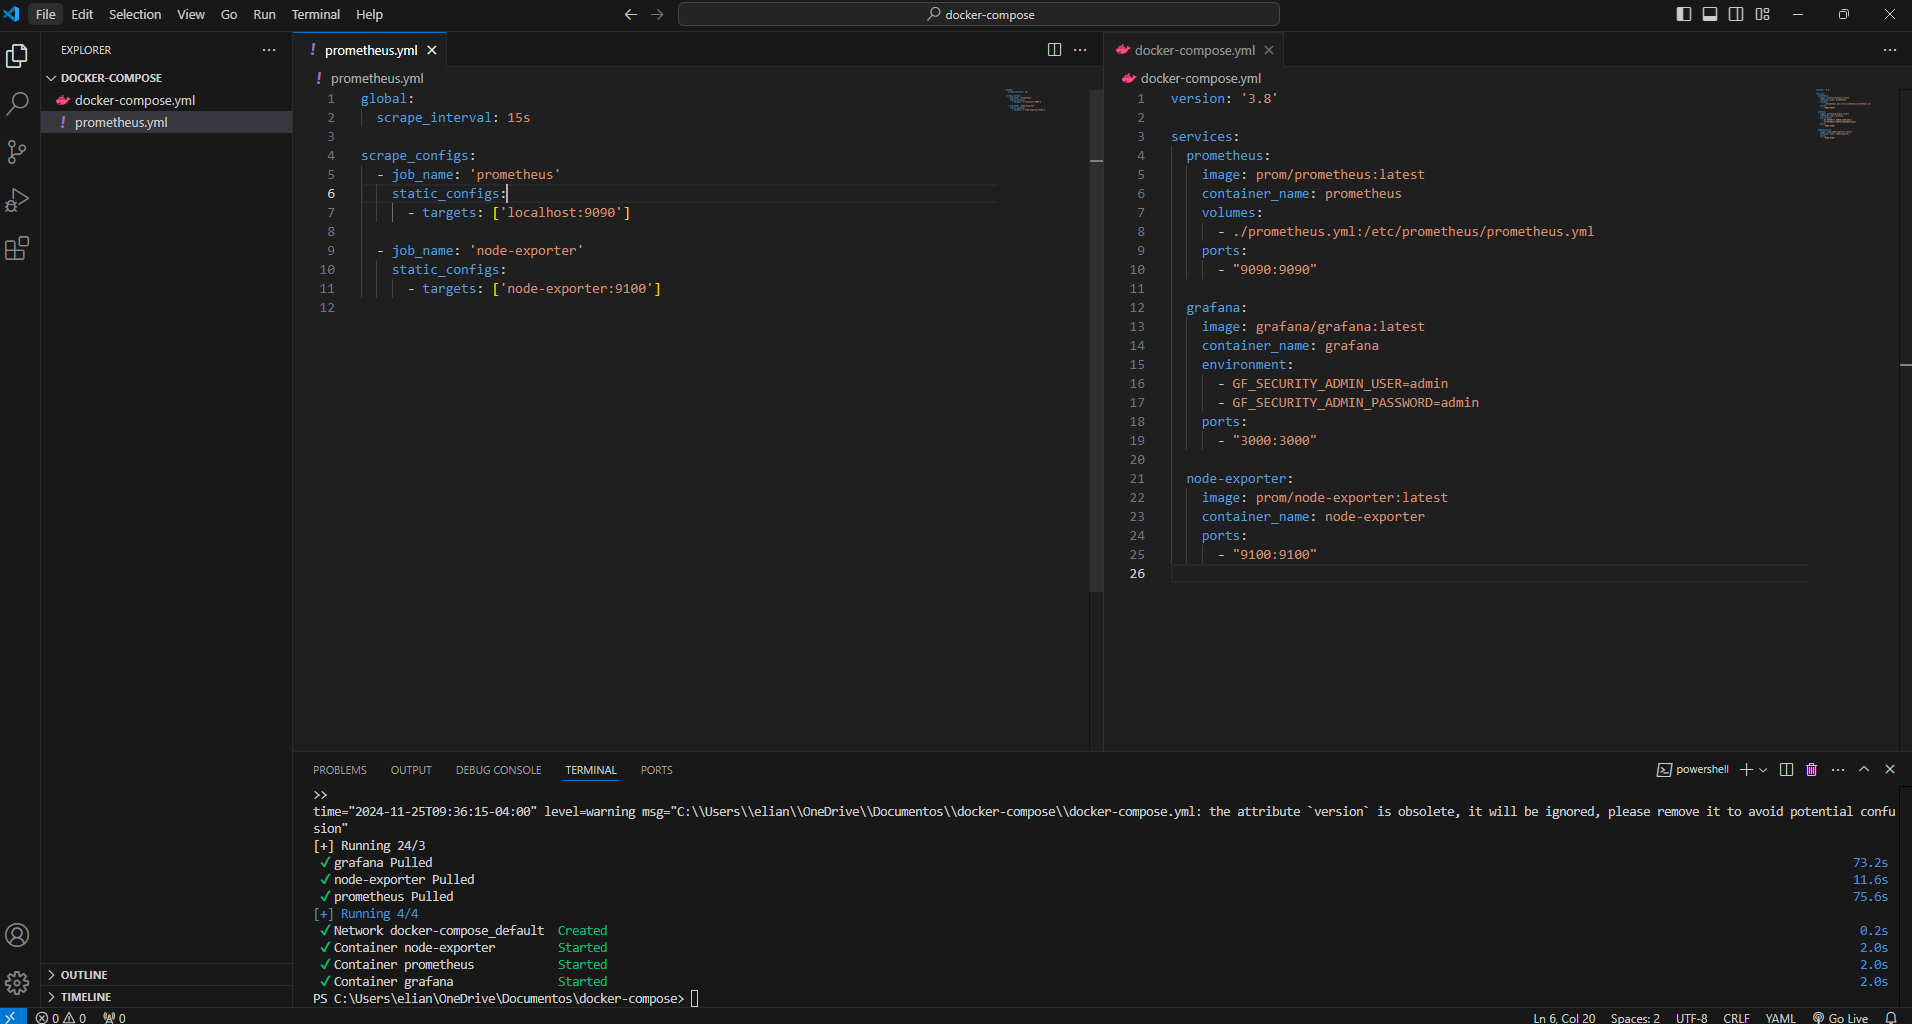 File Edit Selection View Go Run Terminal Help
docker-compose
EXPLORER
DOCKER-COMPOSE
docker-compose.yml
prometheus.yml
OUTLINE
TIMELINE
prometheus.yml
prometheus.yml
1 global:
2   scrape_interval: 15s
3
4 scrape_configs:
5   - job_name: 'prometheus'
6     static_configs:
7       - targets: ['localhost:9090']
8
9   - job_name: 'node-exporter'
10     static_configs:
11       - targets: ['node-exporter:9100']
12
docker-compose.yml
docker-compose.yml
1 version: '3.8'
2
3 services:
4   prometheus:
5     image: prom/prometheus:latest
6     container_name: prometheus
7     volumes:
8       - ./prometheus.yml:/etc/prometheus/prometheus.yml
9     ports:
10       - "9090:9090"
11
12   grafana:
13     image: grafana/grafana:latest
14     container_name: grafana
15     environment:
16       - GF_SECURITY_ADMIN_USER=admin
17       - GF_SECURITY_ADMIN_PASSWORD=admin
18     ports:
19       - "3000:3000"
20
21   node-exporter:
22     image: prom/node-exporter:latest
23     container_name: node-exporter
24     ports:
25       - "9100:9100"
26
PROBLEMS OUTPUT DEBUG CONSOLE TERMINAL PORTS
powershell
>>
time="2024-11-25T09:36:15-04:00" level=warning msg="C:\\Users\\elian\\OneDrive\\Documentos\\docker-compose\\docker-compose.yml: the attribute `version` is obsolete, it will be ignored, please remove it to avoid potential confu
sion"
[+] Running 24/3
✓ grafana Pulled 73.2s
✓ node-exporter Pulled 11.6s
✓ prometheus Pulled 75.6s
[+] Running 4/4
✓ Network docker-compose_default Created 0.2s
✓ Container node-exporter Started 2.0s
✓ Container prometheus Started 2.0s
✓ Container grafana Started 2.0s
PS C:\Users\elian\OneDrive\Documentos\docker-compose>
0 0 0 Ln 6, Col 20 Spaces: 2 UTF-8 CRLF YAML Go Live